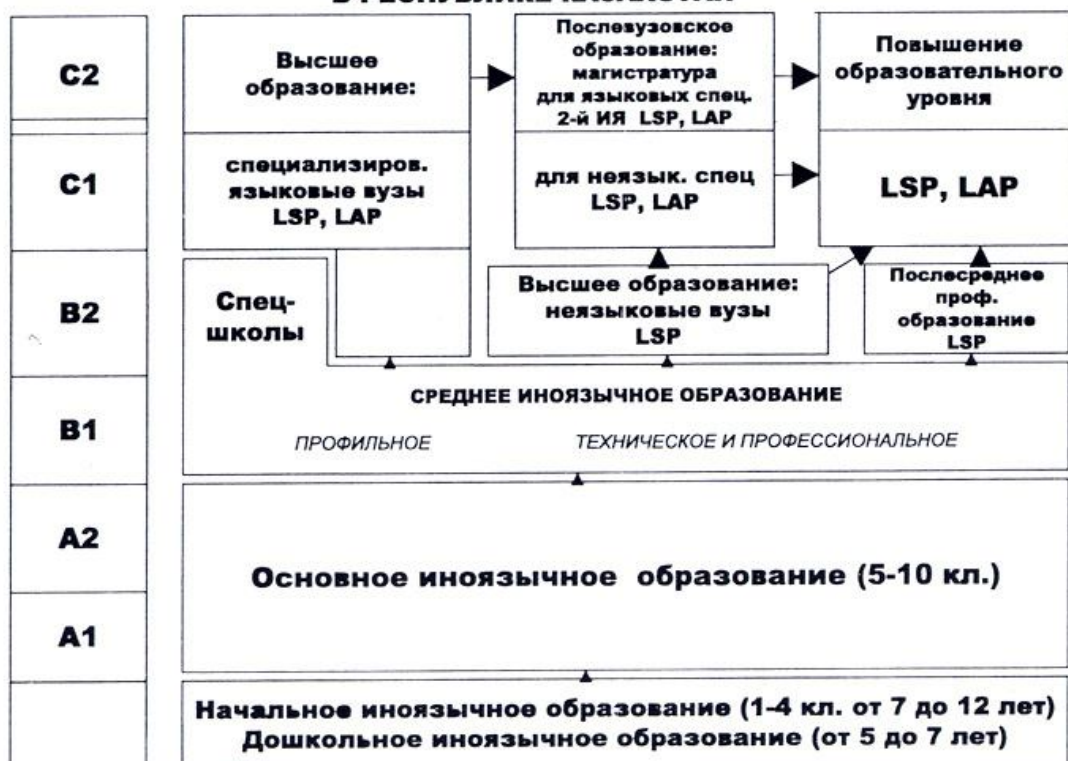 В РЕСПУБЛИКЕ КАЗАХСТАН
C2
Высшее
образование:
Послевузовское
образование:
магистратура
для языковых спец.
2-й ИЯ LSP, LAP
Повышение
образовательного
уровня
C1
специализиров.
языковые вузы
LSP, LAP
для неязык. спец
LSP, LAP
LSP, LAP
B2
Спец-
школы
Высшее образование:
неязыковые вузы
LSP
Послесреднее
проф.
образование
LSP
B1
СРЕДНЕЕ ИНОЯЗЫЧНОЕ ОБРАЗОВАНИЕ
ПРОФИЛЬНОЕ
ТЕХНИЧЕСКОЕ И ПРОФЕССИОНАЛЬНОЕ
A2
Основное иноязычное образование (5-10 кл.)
A1
Начальное иноязычное образование (1-4 кл. от 7 до 12 лет)
Дошкольное иноязычное образование (от 5 до 7 лет)